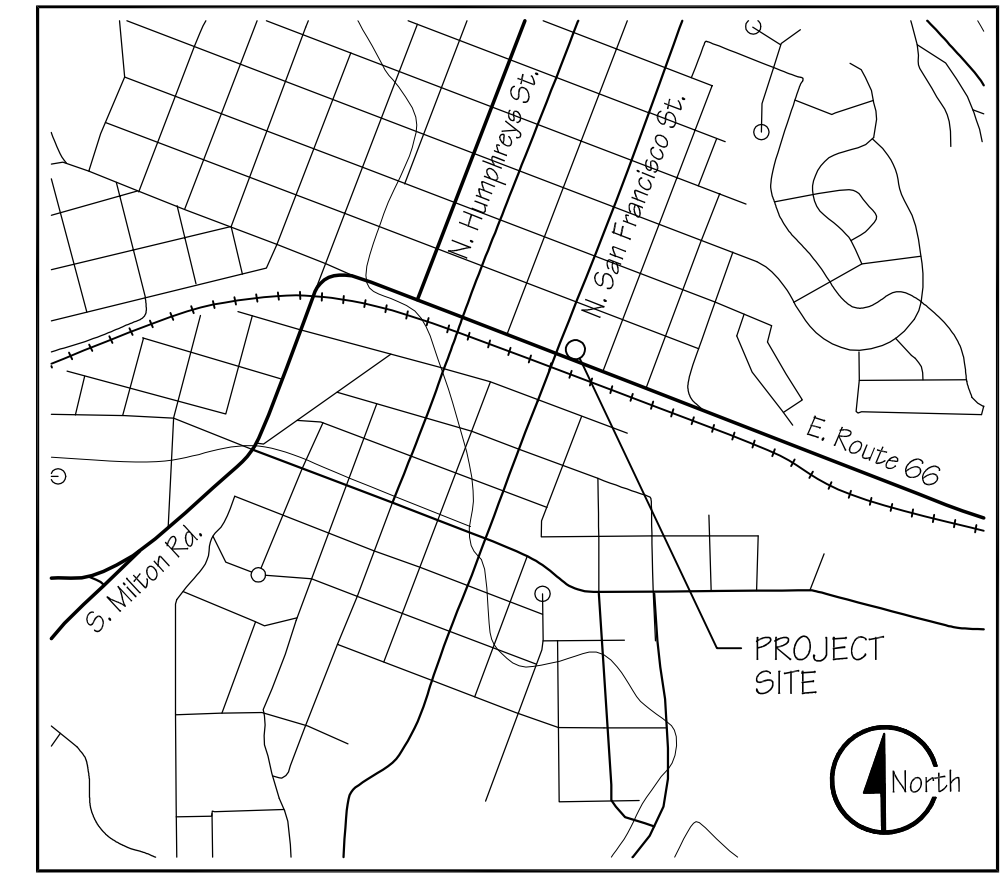 N. Humphreys St.
N. San Francisco St.
E. Route 66
S. Milton Rd.
PROJECT
SITE
North